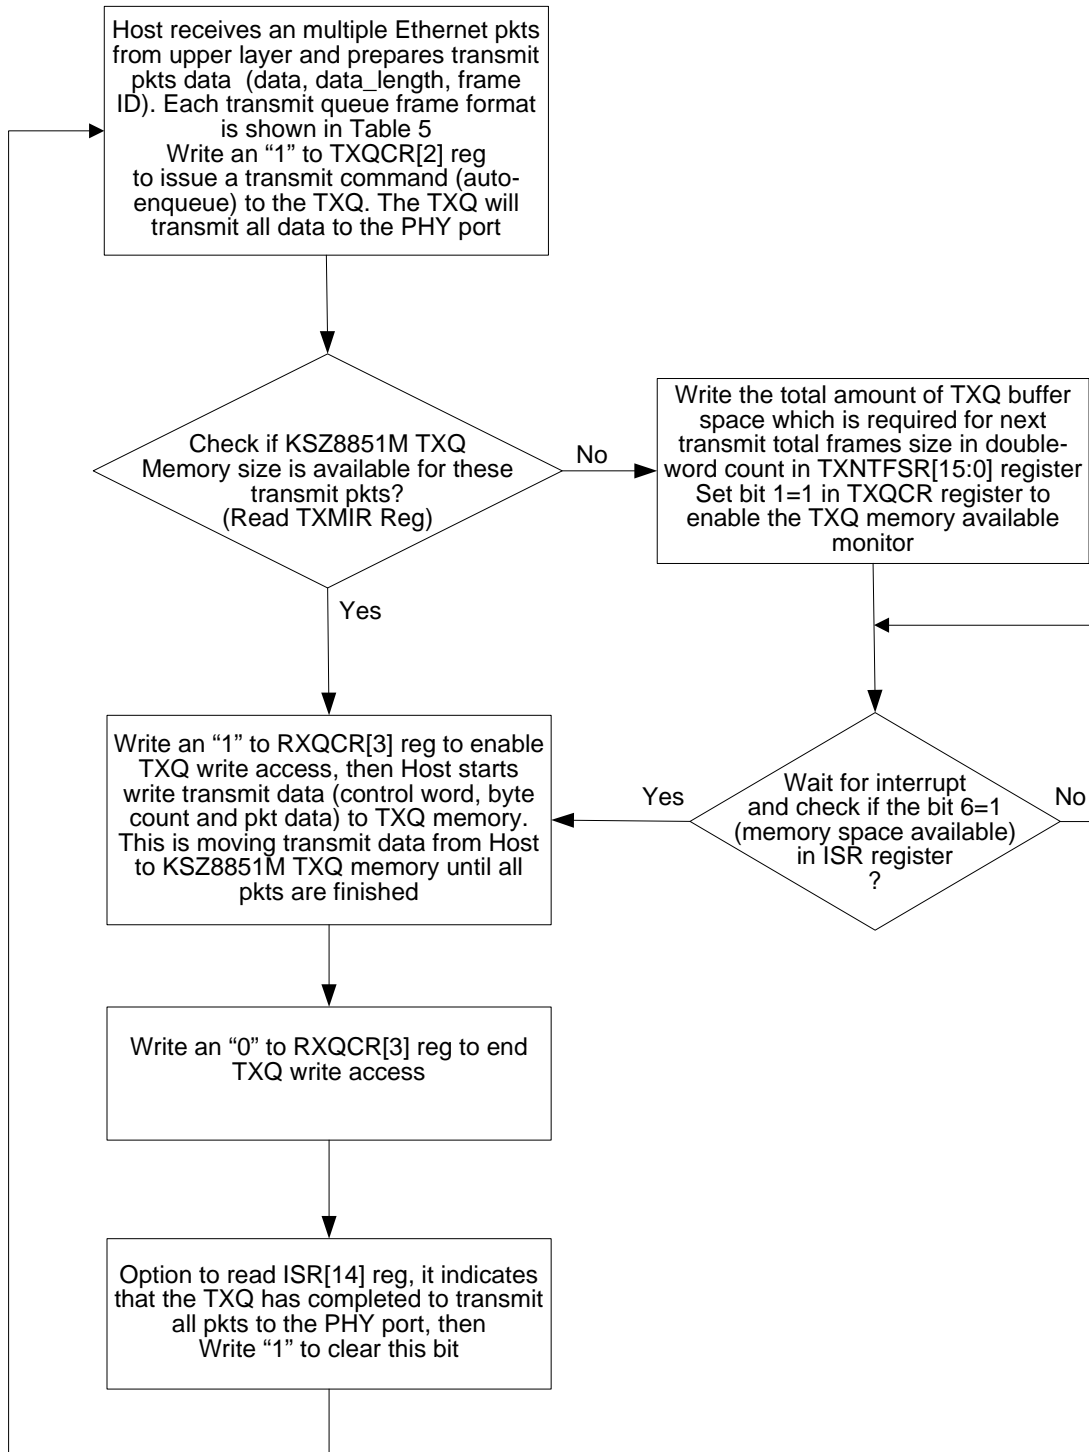 Host receives an multiple Ethernet pkts
from upper layer and prepares transmit
pkts data (data, data_length, frame
ID). Each transmit queue frame format
is shown in Table 5
Write an “1” to TXQCR[2] reg
to issue a transmit command (auto-
enqueue) to the TXQ. The TXQ will
transmit all data to the PHY port
Check if KSZ8851M TXQ
Memory size is available for these
transmit pkts?
(Read TXMIR Reg)
No
Write the total amount of TXQ buffer
space which is required for next
transmit total frames size in double-
word count in TXNTFSR[15:0] register
Set bit 1=1 in TXQCR register to
enable the TXQ memory available
monitor
Yes
Write an “1” to RXQCR[3] reg to enable
TXQ write access, then Host starts
write transmit data (control word, byte
count and pkt data) to TXQ memory.
This is moving transmit data from Host
to KSZ8851M TXQ memory until all
pkts are finished
Yes
Wait for interrupt
and check if the bit 6=1
(memory space available)
in ISR register
?
No
Write an “0” to RXQCR[3] reg to end
TXQ write access
Option to read ISR[14] reg, it indicates
that the TXQ has completed to transmit
all pkts to the PHY port, then
Write “1” to clear this bit